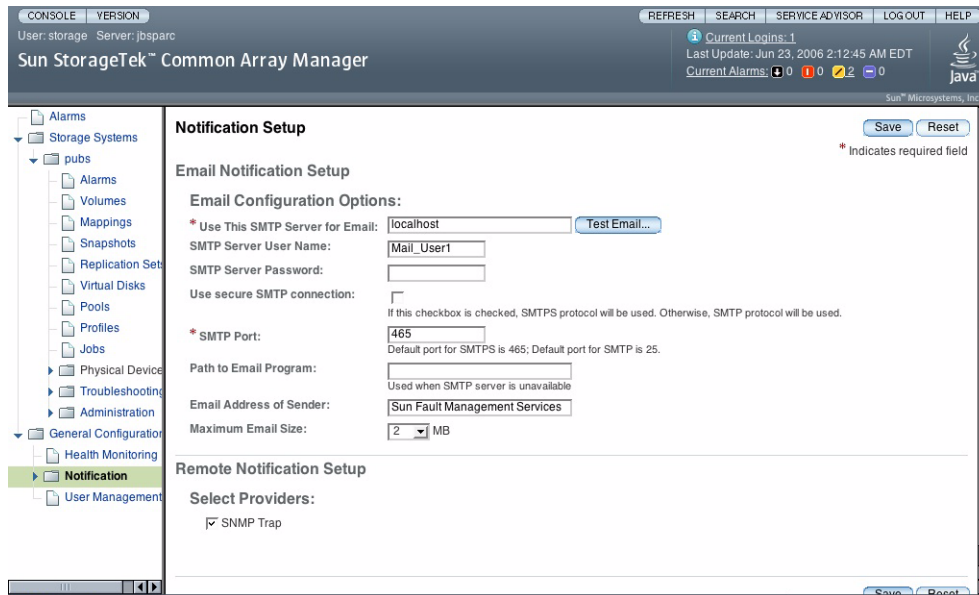 CONSOLE VERSION REFRESH SEARCH SERVICE ADVISOR LOG OUT HELP
User: storage Server: jbsparc
Sun StorageTek™ Common Array Manager
Current Logins: 1
Last Update: Jun 23, 2006 2:12:45 AM EDT
Current Alarms: 0 0 2 0
Java
Sun™ Microsystems, Inc
Alarms
Storage Systems
pubs
Alarms
Volumes
Mappings
Snapshots
Replication Sets
Virtual Disks
Pools
Profiles
Jobs
Physical Device
Troubleshooting
Administration
General Configuration
Health Monitoring
Notification
User Management
Notification Setup
Save Reset
* Indicates required field
Email Notification Setup
Email Configuration Options:
* Use This SMTP Server for Email: localhost Test Email...
SMTP Server User Name: Mail_User1
SMTP Server Password:
Use secure SMTP connection:
If this checkbox is checked, SMTPS protocol will be used. Otherwise, SMTP protocol will be used.
* SMTP Port: 465
Default port for SMTPS is 465; Default port for SMTP is 25.
Path to Email Program:
Used when SMTP server is unavailable
Email Address of Sender: Sun Fault Management Services
Maximum Email Size: 2 MB
Remote Notification Setup
Select Providers:
SNMP Trap
Save Reset